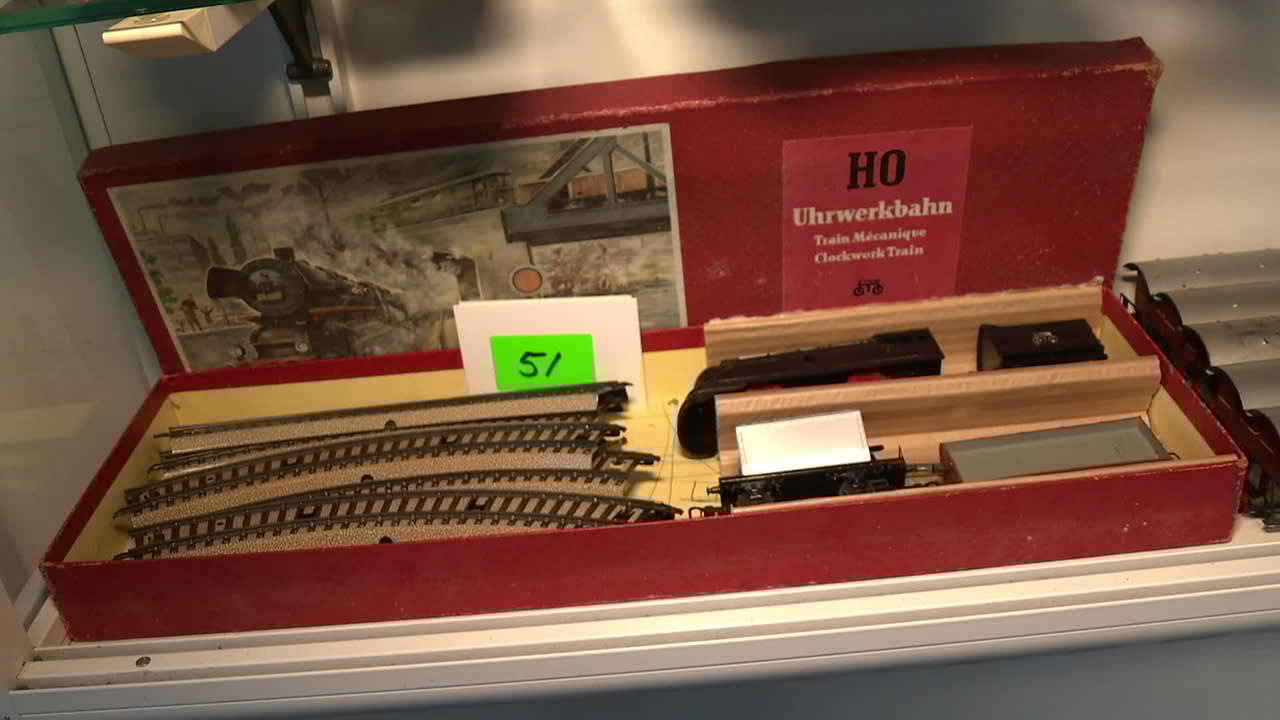 HO
Uhrwerkbahn
Train Mécanique
Clockwork Train
51